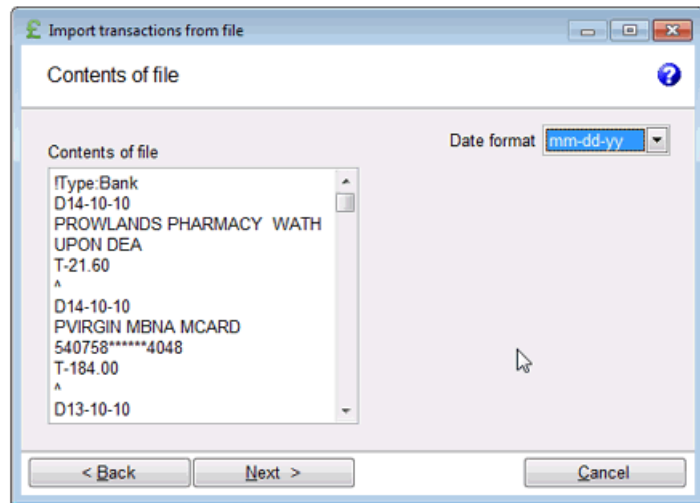 Import transactions from file
Contents of file
Date format mm-dd-yy
Contents of file
!Type:Bank
D14-10-10
PROWLANDS PHARMACY  WATH
UPON DEA
T-21.60
^
D14-10-10
PVIRGIN MBNA MCARD
540758******4048
T-184.00
^
D13-10-10
< Back
Next >
Cancel